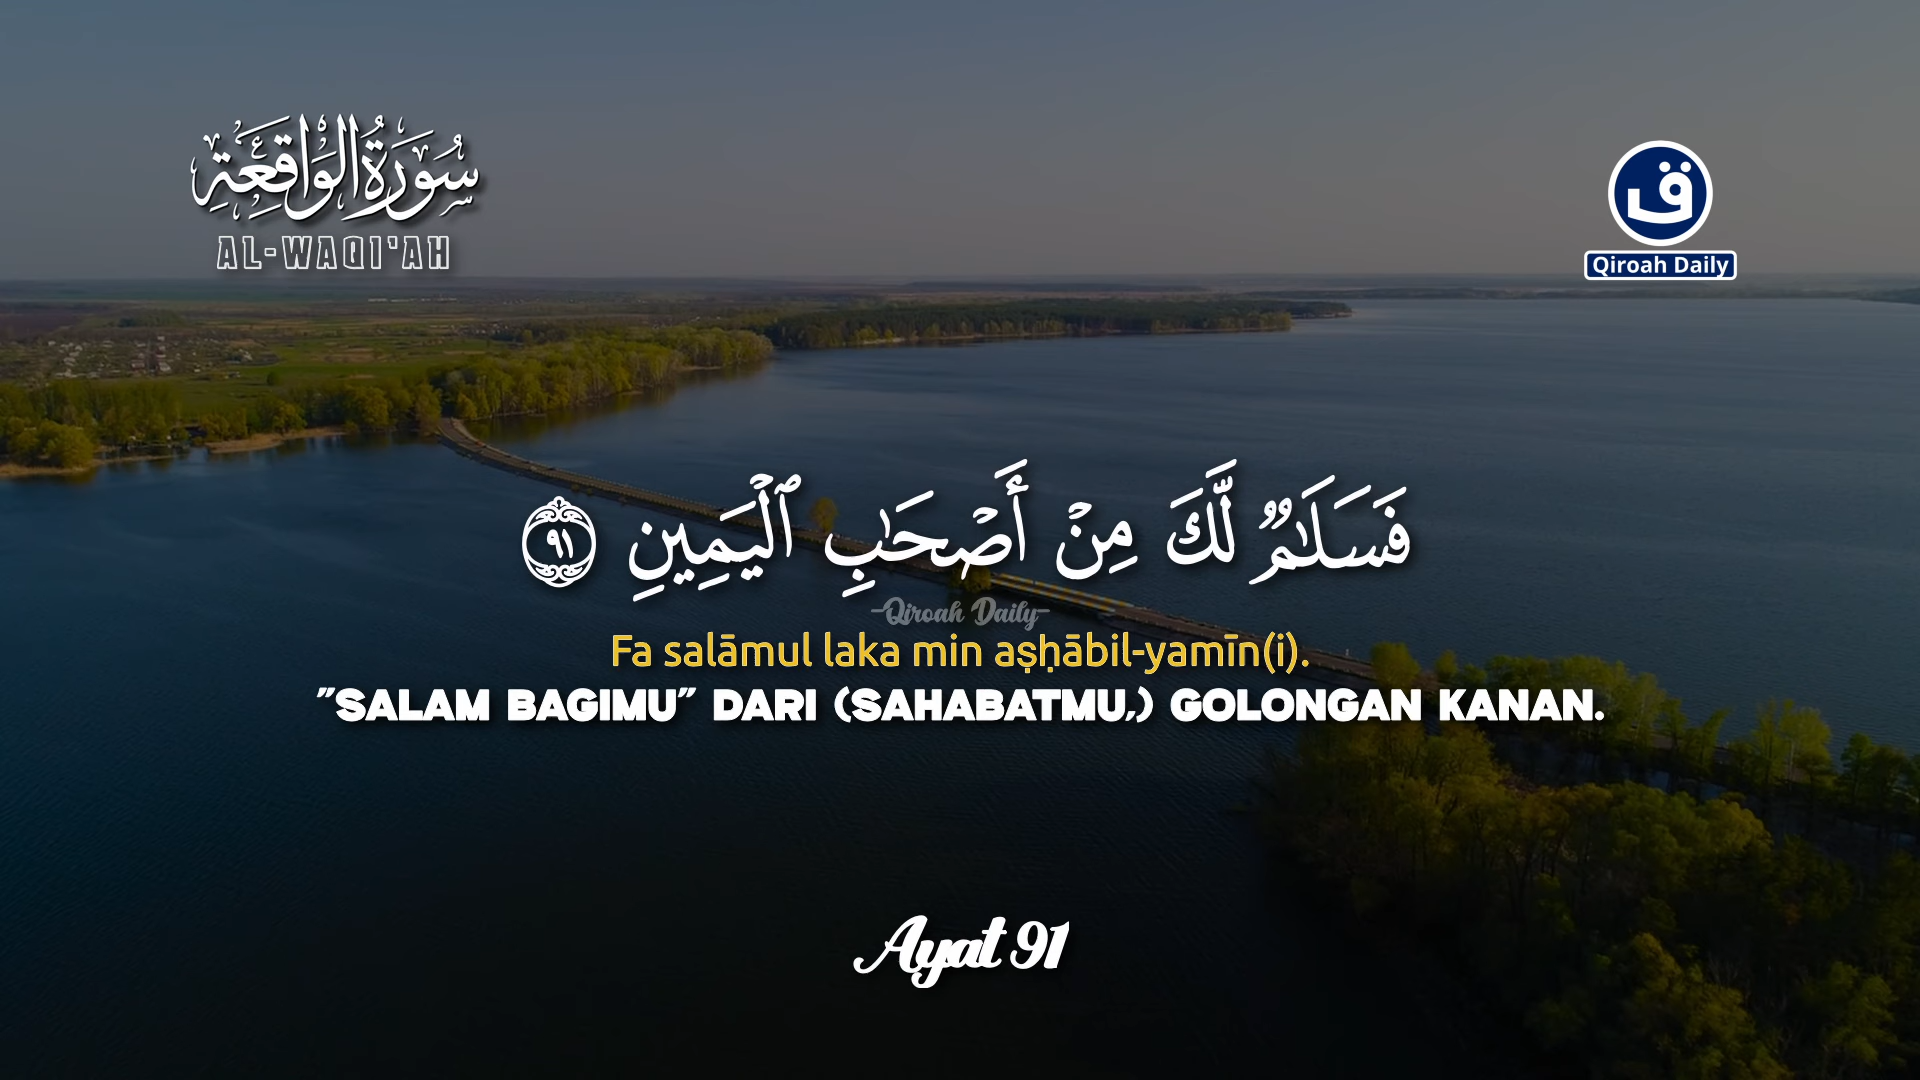 سُورَةُ الْوَاقِعَةِ
AL-WAQI'AH
ق
Qiroah Daily
فَسَلَٰمٌ لَّكَ مِنْ أَصْحَٰبِ ٱلْيَمِينِ ٩١
-Qiroah Daily-
Fa salāmul laka min aṣḥābil-yamīn(i).
"SALAM BAGIMU" DARI (SAHABATMU,) GOLONGAN KANAN.
Ayat 91